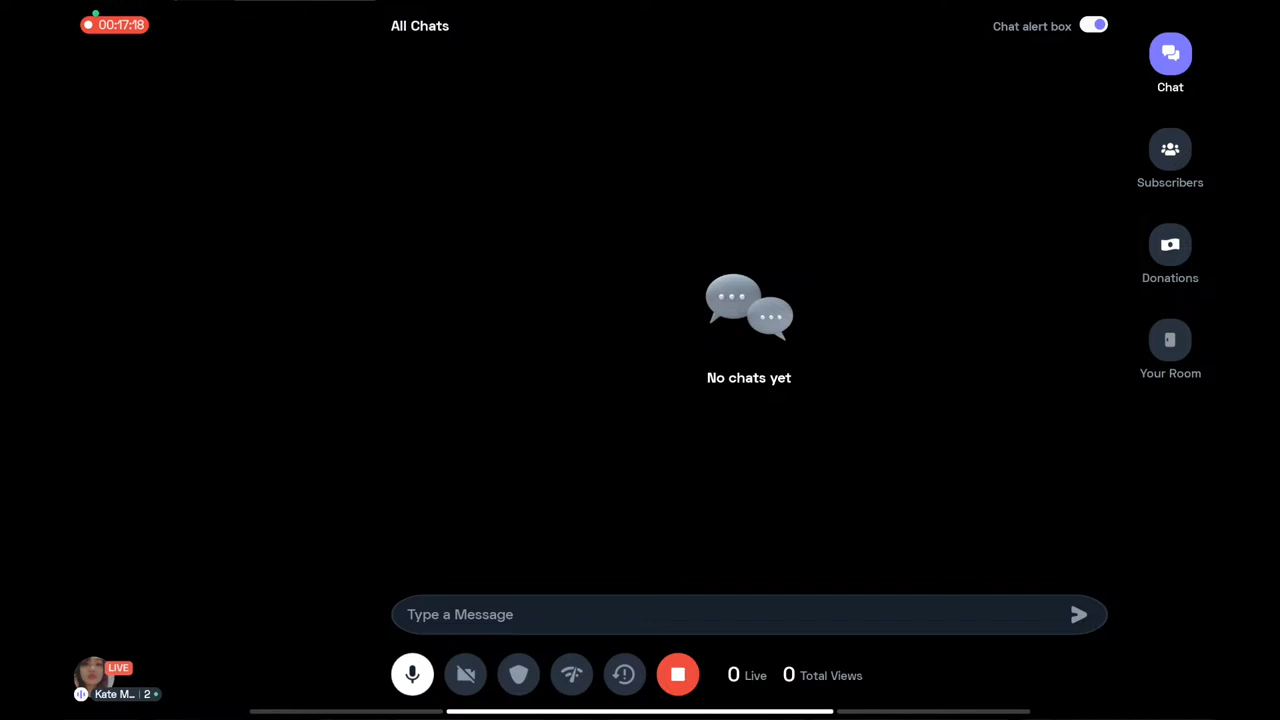 00:17:18
All Chats
Chat alert box
Chat
Subscribers
Donations
Your Room
No chats yet
Type a Message
LIVE
Kate M... 2
0 Live 0 Total Views